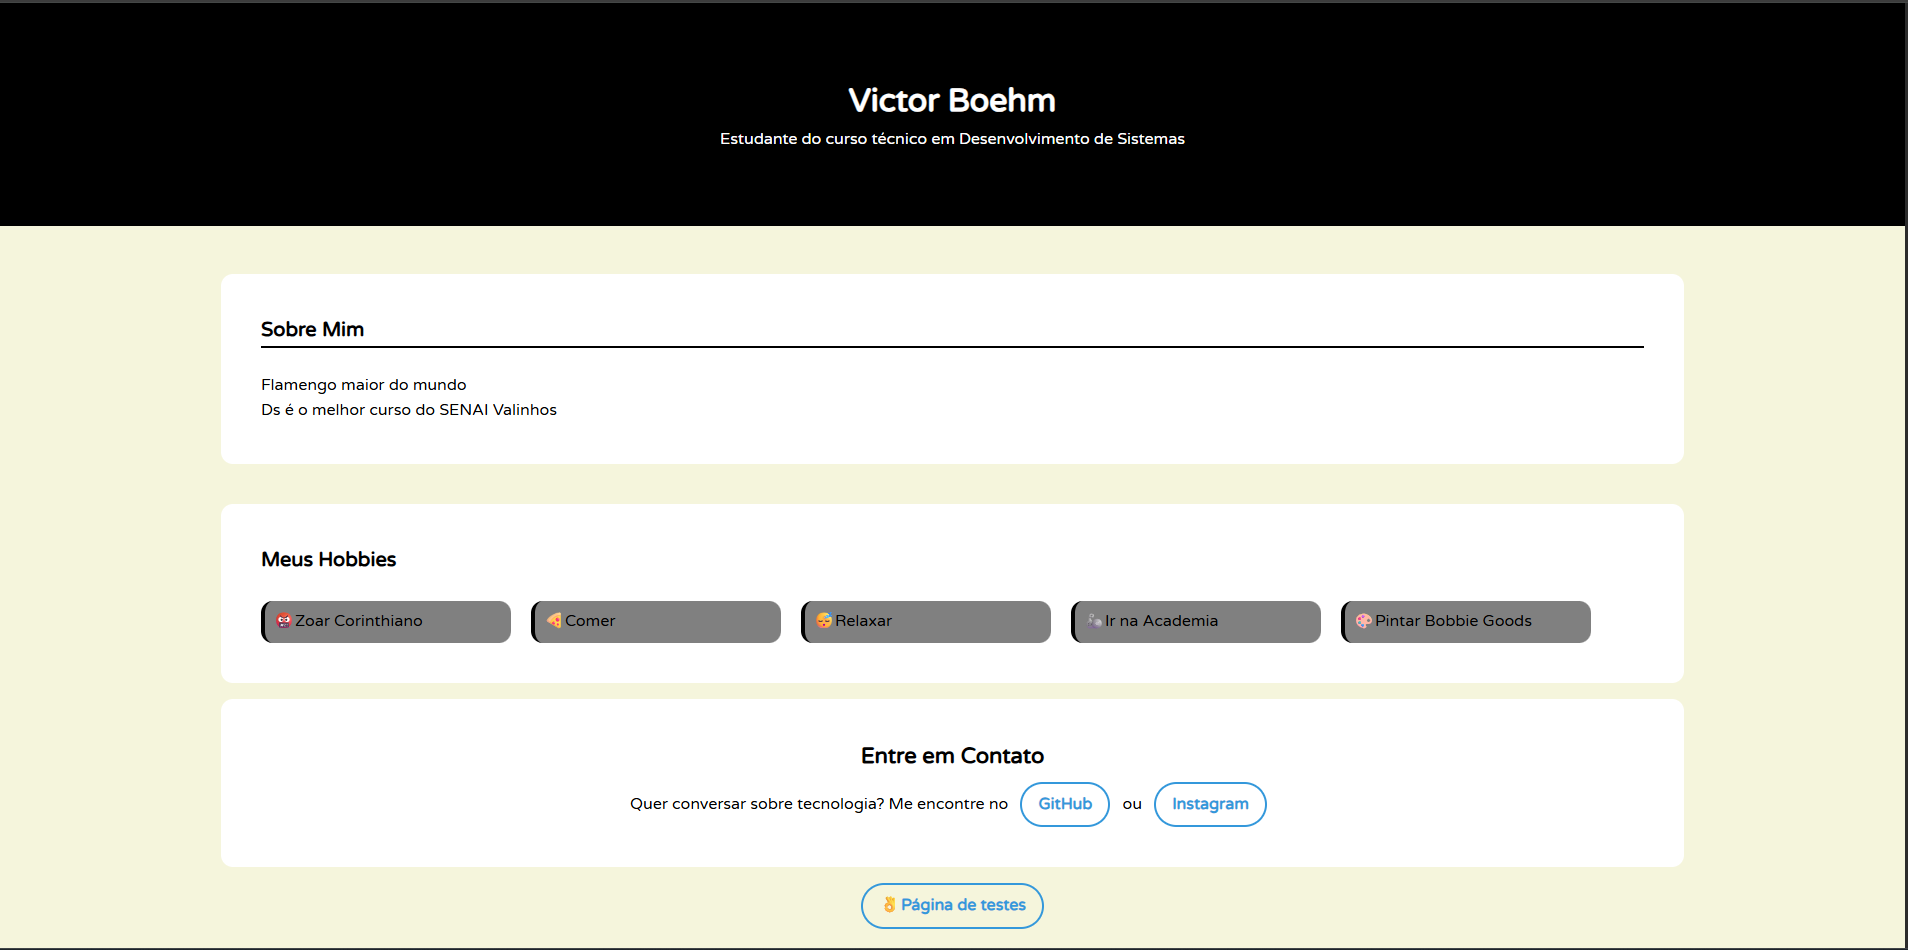 Victor Boehm
Estudante do curso técnico em Desenvolvimento de Sistemas
Sobre Mim
Flamengo maior do mundo
Ds é o melhor curso do SENAI Valinhos
Meus Hobbies
👹Zoar Corinthiano
🍕Comer
😴Relaxar
🦾Ir na Academia
🎨Pintar Bobbie Goods
Entre em Contato
Quer conversar sobre tecnologia? Me encontre no GitHub ou Instagram
👌Página de testes